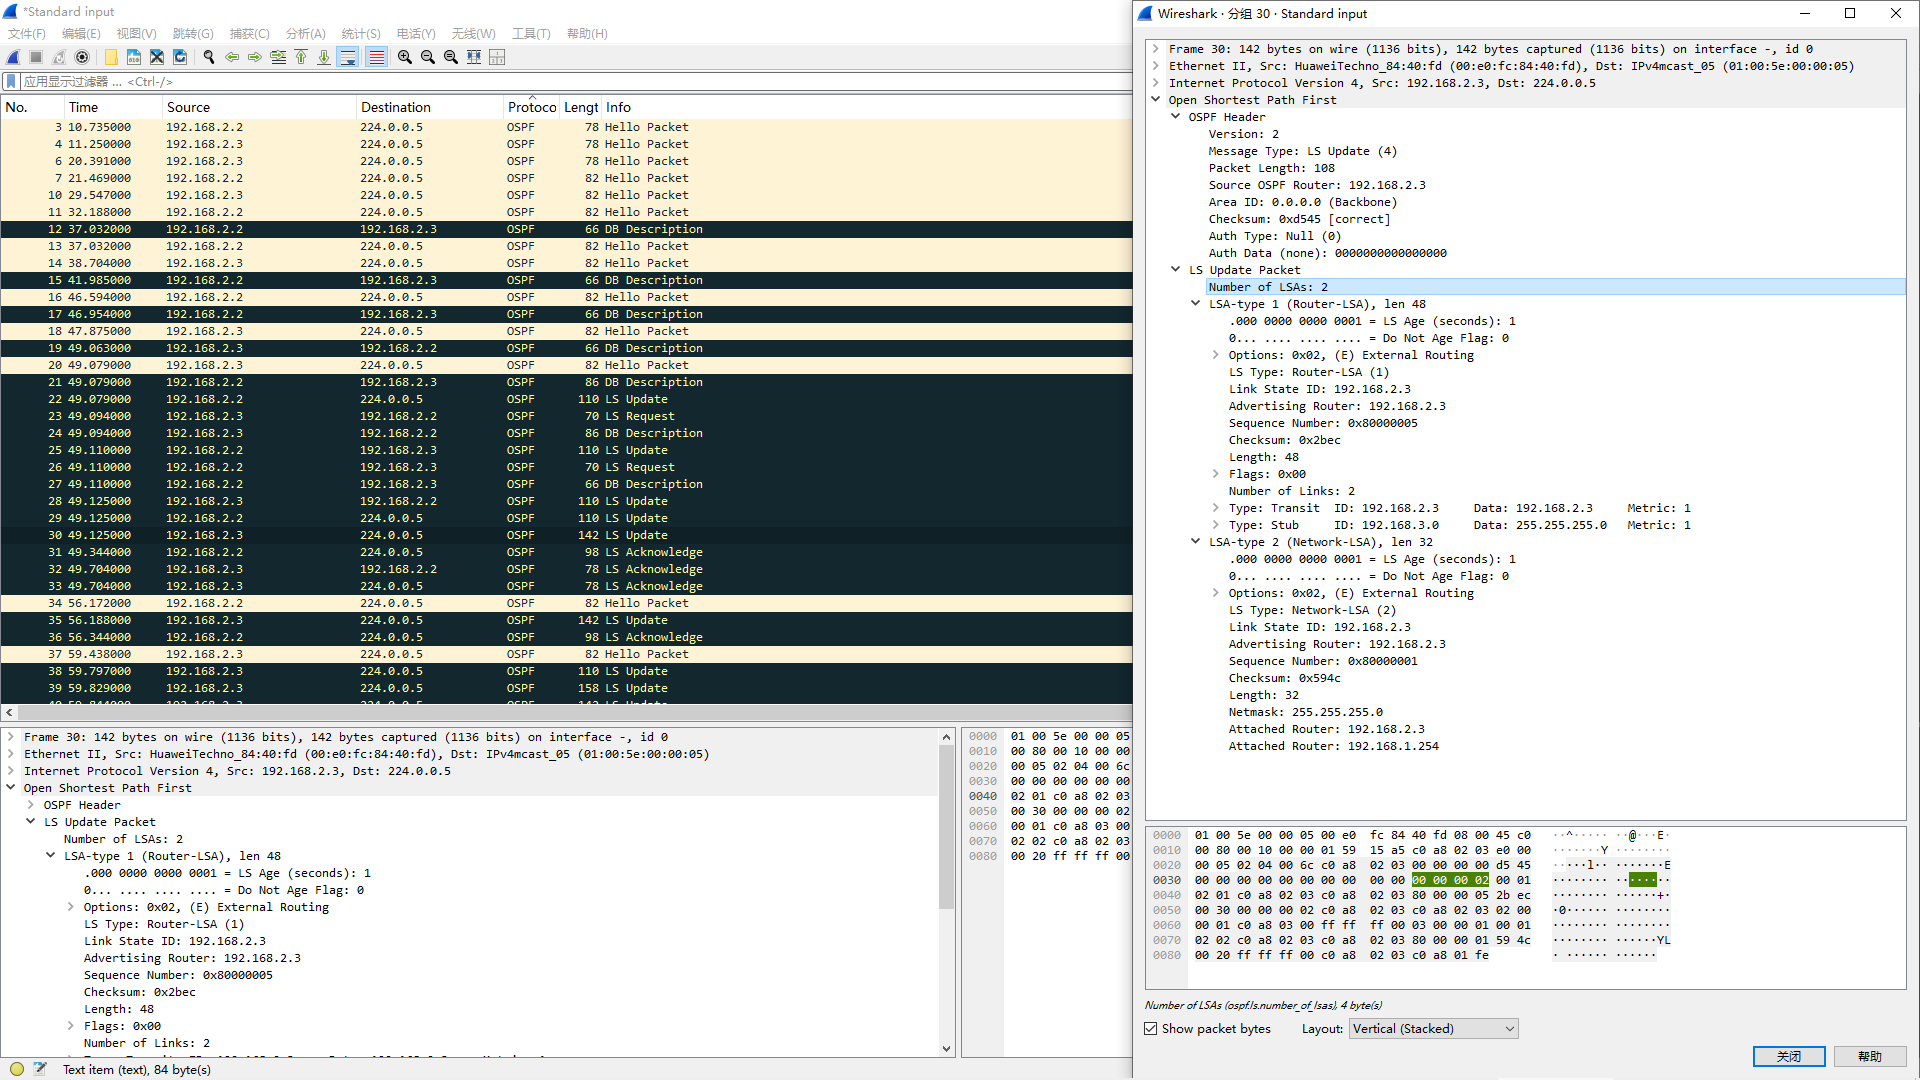 *Standard input
文件(F) 编辑(E) 视图(V) 跳转(G) 捕获(C) 分析(A) 统计(S) 电话(Y) 无线(W) 工具(T) 帮助(H)
应用显示过滤器 … <Ctrl-/>
No. Time Source Destination Protoco Lengt Info
3 10.735000 192.168.2.2 224.0.0.5 OSPF 78 Hello Packet
4 11.250000 192.168.2.3 224.0.0.5 OSPF 78 Hello Packet
6 20.391000 192.168.2.3 224.0.0.5 OSPF 78 Hello Packet
7 21.469000 192.168.2.2 224.0.0.5 OSPF 82 Hello Packet
10 29.547000 192.168.2.3 224.0.0.5 OSPF 82 Hello Packet
11 32.188000 192.168.2.2 224.0.0.5 OSPF 82 Hello Packet
12 37.032000 192.168.2.2 192.168.2.3 OSPF 66 DB Description
13 37.032000 192.168.2.2 224.0.0.5 OSPF 82 Hello Packet
14 38.704000 192.168.2.3 224.0.0.5 OSPF 82 Hello Packet
15 41.985000 192.168.2.2 192.168.2.3 OSPF 66 DB Description
16 46.594000 192.168.2.2 224.0.0.5 OSPF 82 Hello Packet
17 46.954000 192.168.2.2 192.168.2.3 OSPF 66 DB Description
18 47.875000 192.168.2.3 224.0.0.5 OSPF 82 Hello Packet
19 49.063000 192.168.2.3 192.168.2.2 OSPF 66 DB Description
20 49.079000 192.168.2.3 224.0.0.5 OSPF 82 Hello Packet
21 49.079000 192.168.2.2 192.168.2.3 OSPF 86 DB Description
22 49.079000 192.168.2.2 224.0.0.5 OSPF 110 LS Update
23 49.094000 192.168.2.3 192.168.2.2 OSPF 70 LS Request
24 49.094000 192.168.2.3 192.168.2.2 OSPF 86 DB Description
25 49.110000 192.168.2.2 192.168.2.3 OSPF 110 LS Update
26 49.110000 192.168.2.2 192.168.2.3 OSPF 70 LS Request
27 49.110000 192.168.2.2 192.168.2.3 OSPF 66 DB Description
28 49.125000 192.168.2.3 192.168.2.2 OSPF 110 LS Update
29 49.125000 192.168.2.2 224.0.0.5 OSPF 110 LS Update
30 49.125000 192.168.2.3 224.0.0.5 OSPF 142 LS Update
31 49.344000 192.168.2.2 224.0.0.5 OSPF 98 LS Acknowledge
32 49.704000 192.168.2.3 192.168.2.2 OSPF 78 LS Acknowledge
33 49.704000 192.168.2.3 224.0.0.5 OSPF 78 LS Acknowledge
34 56.172000 192.168.2.2 224.0.0.5 OSPF 82 Hello Packet
35 56.188000 192.168.2.3 224.0.0.5 OSPF 142 LS Update
36 56.344000 192.168.2.2 224.0.0.5 OSPF 98 LS Acknowledge
37 59.438000 192.168.2.3 224.0.0.5 OSPF 82 Hello Packet
38 59.797000 192.168.2.2 224.0.0.5 OSPF 110 LS Update
39 59.829000 192.168.2.3 224.0.0.5 OSPF 158 LS Update
Frame 30: 142 bytes on wire (1136 bits), 142 bytes captured (1136 bits) on interface -, id 0
Ethernet II, Src: HuaweiTechno_84:40:fd (00:e0:fc:84:40:fd), Dst: IPv4mcast_05 (01:00:5e:00:00:05)
Internet Protocol Version 4, Src: 192.168.2.3, Dst: 224.0.0.5
Open Shortest Path First
OSPF Header
LS Update Packet
Number of LSAs: 2
LSA-type 1 (Router-LSA), len 48
.000 0000 0000 0001 = LS Age (seconds): 1
0... .... .... .... = Do Not Age Flag: 0
Options: 0x02, (E) External Routing
LS Type: Router-LSA (1)
Link State ID: 192.168.2.3
Advertising Router: 192.168.2.3
Sequence Number: 0x80000005
Checksum: 0x2bec
Length: 48
Flags: 0x00
Number of Links: 2
0000 01 00 5e 00 00 05
0010 00 80 00 10 00 00
0020 00 05 02 04 00 6c
0030 00 00 00 00 00 00
0040 02 01 c0 a8 02 03
0050 00 30 00 00 00 02
0060 00 01 c0 a8 03 00
0070 02 02 c0 a8 02 03
0080 00 20 ff ff ff 00
Text item (text), 84 byte(s)
Wireshark · 分组 30 · Standard input
Frame 30: 142 bytes on wire (1136 bits), 142 bytes captured (1136 bits) on interface -, id 0
Ethernet II, Src: HuaweiTechno_84:40:fd (00:e0:fc:84:40:fd), Dst: IPv4mcast_05 (01:00:5e:00:00:05)
Internet Protocol Version 4, Src: 192.168.2.3, Dst: 224.0.0.5
Open Shortest Path First
OSPF Header
Version: 2
Message Type: LS Update (4)
Packet Length: 108
Source OSPF Router: 192.168.2.3
Area ID: 0.0.0.0 (Backbone)
Checksum: 0xd545 [correct]
Auth Type: Null (0)
Auth Data (none): 0000000000000000
LS Update Packet
Number of LSAs: 2
LSA-type 1 (Router-LSA), len 48
.000 0000 0000 0001 = LS Age (seconds): 1
0... .... .... .... = Do Not Age Flag: 0
Options: 0x02, (E) External Routing
LS Type: Router-LSA (1)
Link State ID: 192.168.2.3
Advertising Router: 192.168.2.3
Sequence Number: 0x80000005
Checksum: 0x2bec
Length: 48
Flags: 0x00
Number of Links: 2
Type: Transit ID: 192.168.2.3 Data: 192.168.2.3 Metric: 1
Type: Stub ID: 192.168.3.0 Data: 255.255.255.0 Metric: 1
LSA-type 2 (Network-LSA), len 32
.000 0000 0000 0001 = LS Age (seconds): 1
0... .... .... .... = Do Not Age Flag: 0
Options: 0x02, (E) External Routing
LS Type: Network-LSA (2)
Link State ID: 192.168.2.3
Advertising Router: 192.168.2.3
Sequence Number: 0x80000001
Checksum: 0x594c
Length: 32
Netmask: 255.255.255.0
Attached Router: 192.168.2.3
Attached Router: 192.168.1.254
0000 01 00 5e 00 00 05 00 e0 fc 84 40 fd 08 00 45 c0 ··^····· ··@···E·
0010 00 80 00 10 00 00 01 59 15 a5 c0 a8 02 03 e0 00 ·······Y ········
0020 00 05 02 04 00 6c c0 a8 02 03 00 00 00 00 d5 45 ·····l·· ·······E
0030 00 00 00 00 00 00 00 00 00 00 00 00 00 02 00 01 ········ ········
0040 02 01 c0 a8 02 03 c0 a8 02 03 80 00 00 05 2b ec ········ ······+·
0050 00 30 00 00 00 02 c0 a8 02 03 c0 a8 02 03 02 00 ·0······ ········
0060 00 01 c0 a8 03 00 ff ff ff 00 03 00 00 01 00 01 ········ ········
0070 02 02 c0 a8 02 03 c0 a8 02 03 80 00 00 01 59 4c ········ ······YL
0080 00 20 ff ff ff 00 c0 a8 02 03 c0 a8 01 fe · ······ ······
Number of LSAs (ospf.ls.number_of_lsas), 4 byte(s)
Show packet bytes Layout: Vertical (Stacked)
关闭 帮助